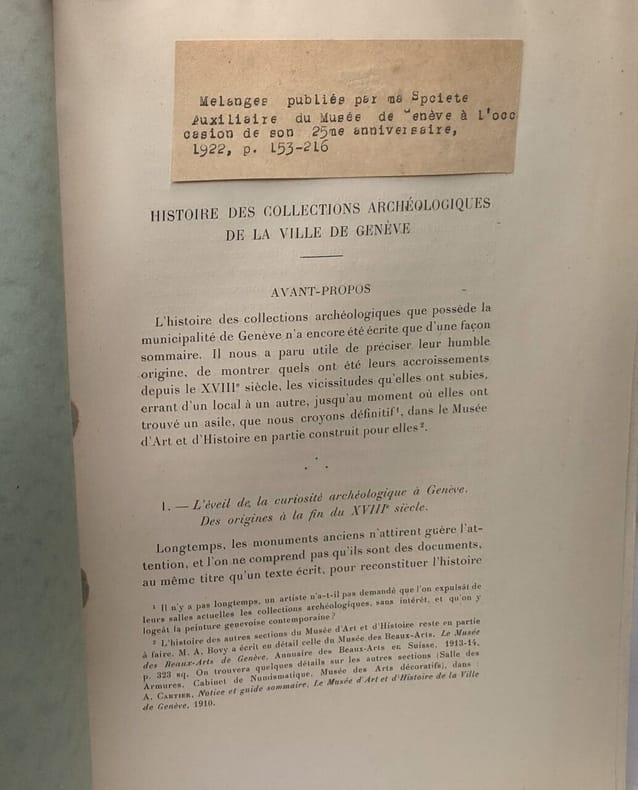 Melanges publiés par ma Spciete
Auxiliaire du Musée de Genève à l'occ
casion de son 25me anniversaire,
1922, p. 153-216
HISTOIRE DES COLLECTIONS ARCHÉOLOGIQUES
DE LA VILLE DE GENÈVE
AVANT-PROPOS
L'histoire des collections archéologiques que possède la
municipalité de Genève n'a encore été écrite que d'une façon
sommaire. Il nous a paru utile de préciser leur humble
origine, de montrer quels ont été leurs accroissements
depuis le XVIIIe siècle, les vicissitudes qu'elles ont subies,
errant d'un local à un autre, jusqu'au moment où elles ont
trouvé un asile, que nous croyons définitif¹, dans le Musée
d'Art et d'Histoire en partie construit pour elles².
I. — L'éveil de la curiosité archéologique à Genève.
Des origines à la fin du XVIIIe siècle.
Longtemps, les monuments anciens n'attirent guère l'at-
tention, et l'on ne comprend pas qu'ils sont des documents,
au même titre qu'un texte écrit, pour reconstituer l'histoire
¹ Il n'y a pas longtemps, un artiste n'a-t-il pas demandé que l'on expulsât de
leurs salles actuelles les collections archéologiques, sans intérêt, et qu'on y
logeât la peinture genevoise contemporaine?
² L'histoire des autres sections du Musée d'Art et d'Histoire reste en partie
à faire. M. A. Bovy a écrit en détail celle du Musée des Beaux-Arts. Le Musée
des Beaux-Arts de Genève, Annuaire des Beaux-Arts en Suisse, 1913-14,
p. 323 sq. On trouvera quelques détails sur les autres sections (Salle des
Armures, Cabinet de Numismatique, Musée des Arts décoratifs), dans :
A. CARTIER, Notice et guide sommaire, Le Musée d'Art et d'Histoire de la Ville
de Genève, 1910.